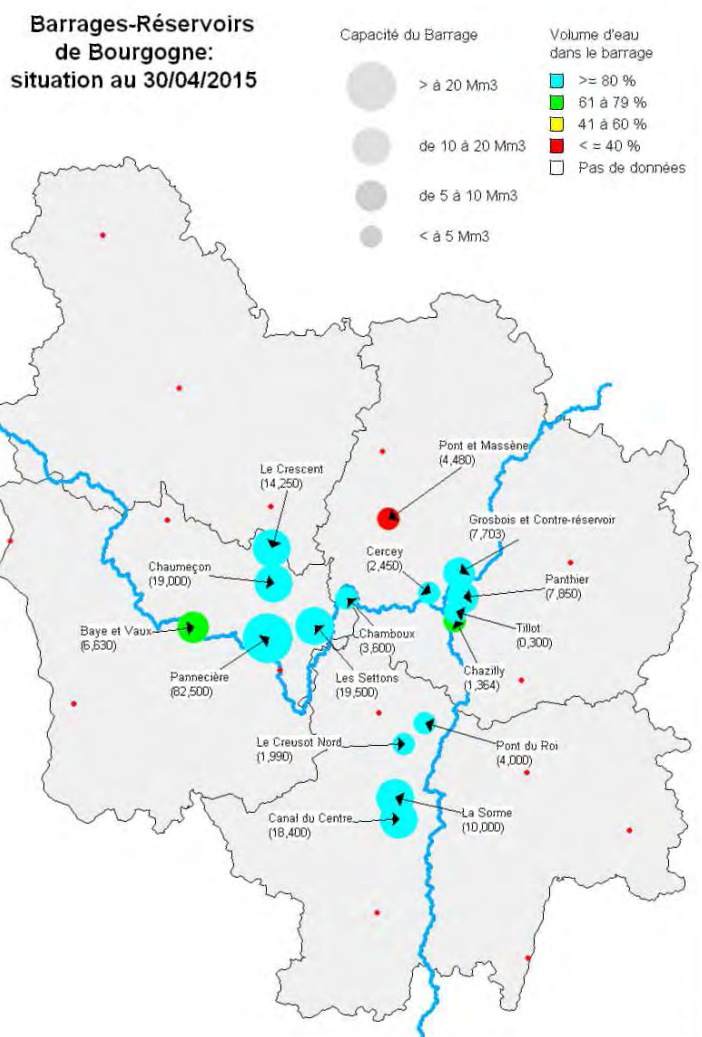 Barrages-Réservoirs
de Bourgogne:
situation au 30/04/2015
Capacité du Barrage
> à 20 Mm3
de 10 à 20 Mm3
de 5 à 10 Mm3
< à 5 Mm3
Volume d'eau
dans le barrage
>= 80 %
61 à 79 %
41 à 60 %
< = 40 %
Pas de données
Pont et Massène
(4,480)
Le Crescent
(14,250)
Grosbois et Contre-réservoir
(7,703)
Cercey
(2,450)
Chaumeçon
(19,000)
Panthier
(7,850)
Baye et Vaux
(6,630)
Chamboux
(3,600)
Tillot
(0,300)
Pannecière
(82,500)
Les Settons
(19,500)
Chazilly
(1,364)
Le Creusot Nord
(1,990)
Pont du Roi
(4,000)
Canal du Centre
(18,400)
La Sorme
(10,000)